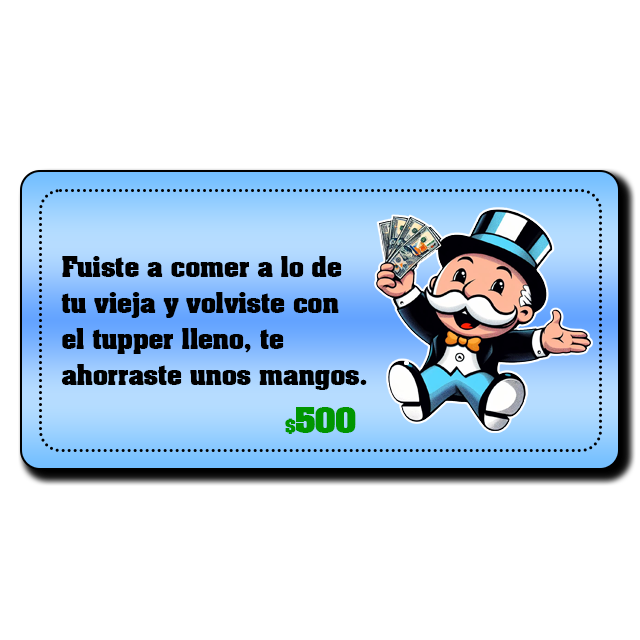 Fuiste a comer a lo de
tu vieja y volviste con
el tupper lleno, te
ahorraste unos mangos.
$500